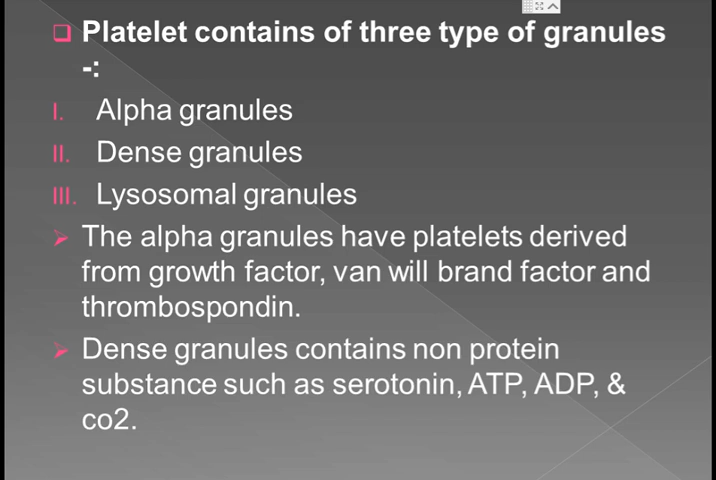 Platelet contains of three type of granules
-:
I. Alpha granules
II. Dense granules
III. Lysosomal granules
The alpha granules have platelets derived
from growth factor, van will brand factor and
thrombospondin.
Dense granules contains non protein
substance such as serotonin, ATP, ADP, &
co2.